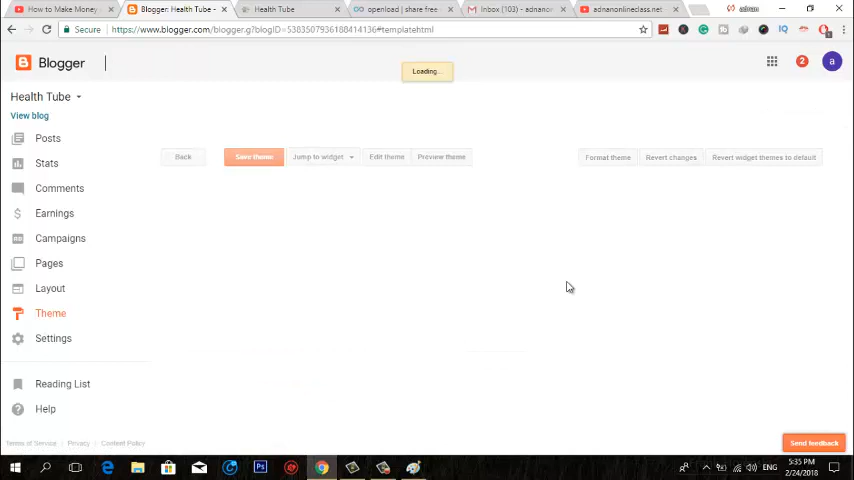 How to Make Money
Blogger: Health Tube -
Health Tube
openload | share free
Inbox (103) - adnanon
adnanonlineclass.net
adnan
Secure | https://www.blogger.com/blogger.g?blogID=5383507936188414136#templatehtml
Blogger
Loading...
2
a
Health Tube
View blog
Posts
Stats
Comments
Earnings
Campaigns
Pages
Layout
Theme
Settings
Reading List
Help
Back
Save theme
Jump to widget
Edit theme
Preview theme
Format theme
Revert changes
Revert widget themes to default
Terms of Service | Privacy | Content Policy
Send feedback
ENG
5:35 PM
2/24/2018